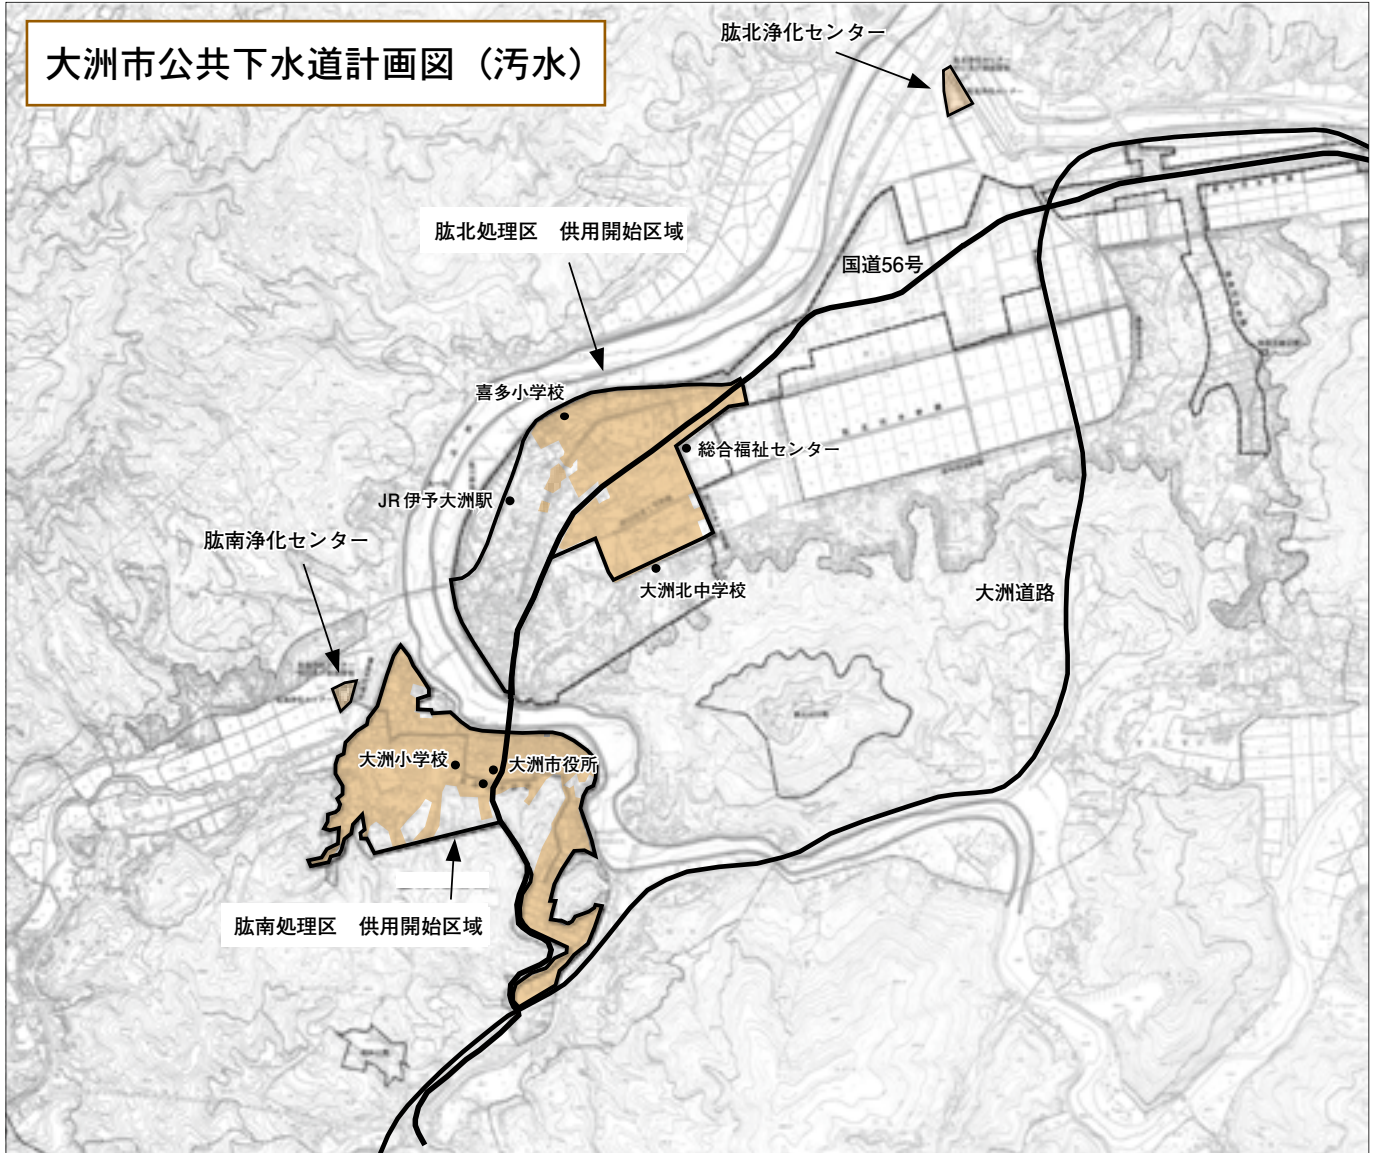 大洲市公共下水道計画図（汚水）
肱北浄化センター
肱北処理区　供用開始区域
国道56号
喜多小学校
総合福祉センター
JR伊予大洲駅
肱南浄化センター
大洲北中学校
大洲道路
大洲小学校
大洲市役所
肱南処理区　供用開始区域